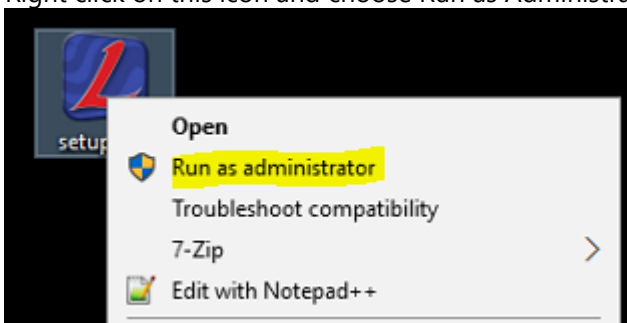 Right click on this icon and choose Run as Administra
setup
Open
Run as administrator
Troubleshoot compatibility
7-Zip
Edit with Notepad++